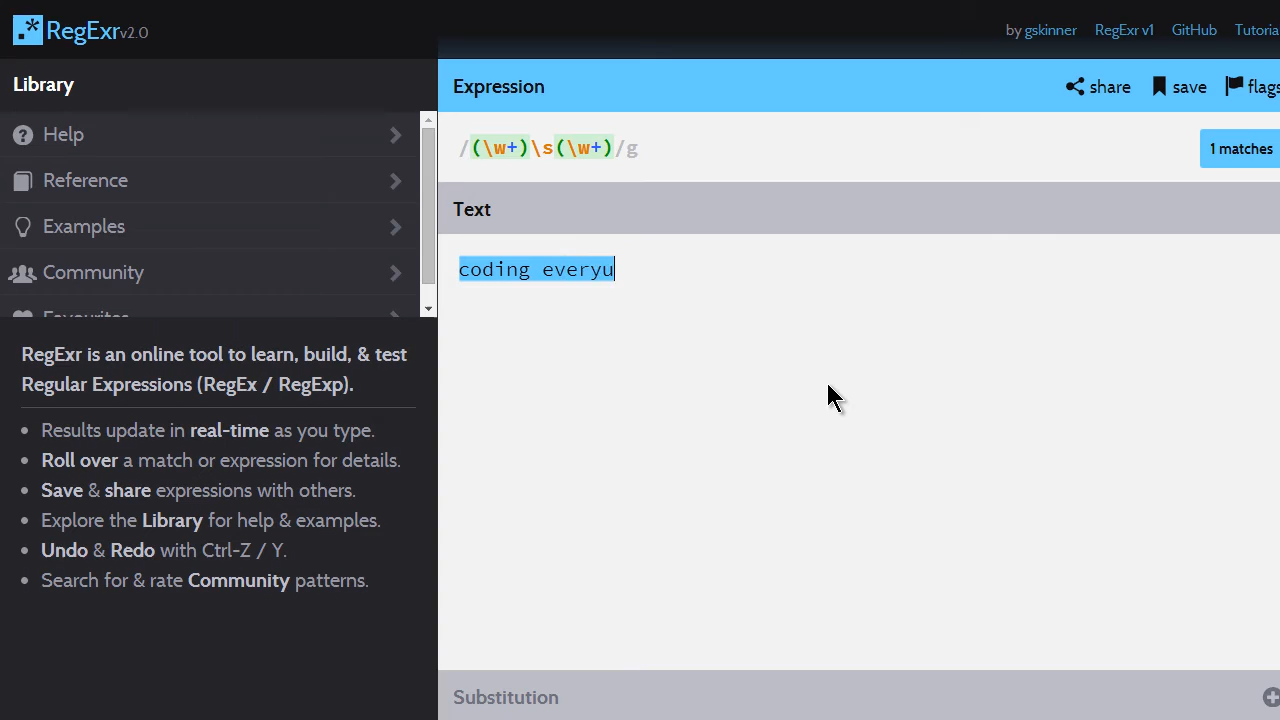 .* RegExr v2.0
by gskinner RegExr v1 GitHub Tutoria
Library
Help
Reference
Examples
Community
Favourites
RegExr is an online tool to learn, build, & test
Regular Expressions (RegEx / RegExp).
Results update in real-time as you type.
Roll over a match or expression for details.
Save & share expressions with others.
Explore the Library for help & examples.
Undo & Redo with Ctrl-Z / Y.
Search for & rate Community patterns.
Expression
share save flags
/(\w+)\s(\w+)/g
1 matches
Text
coding everyu
Substitution